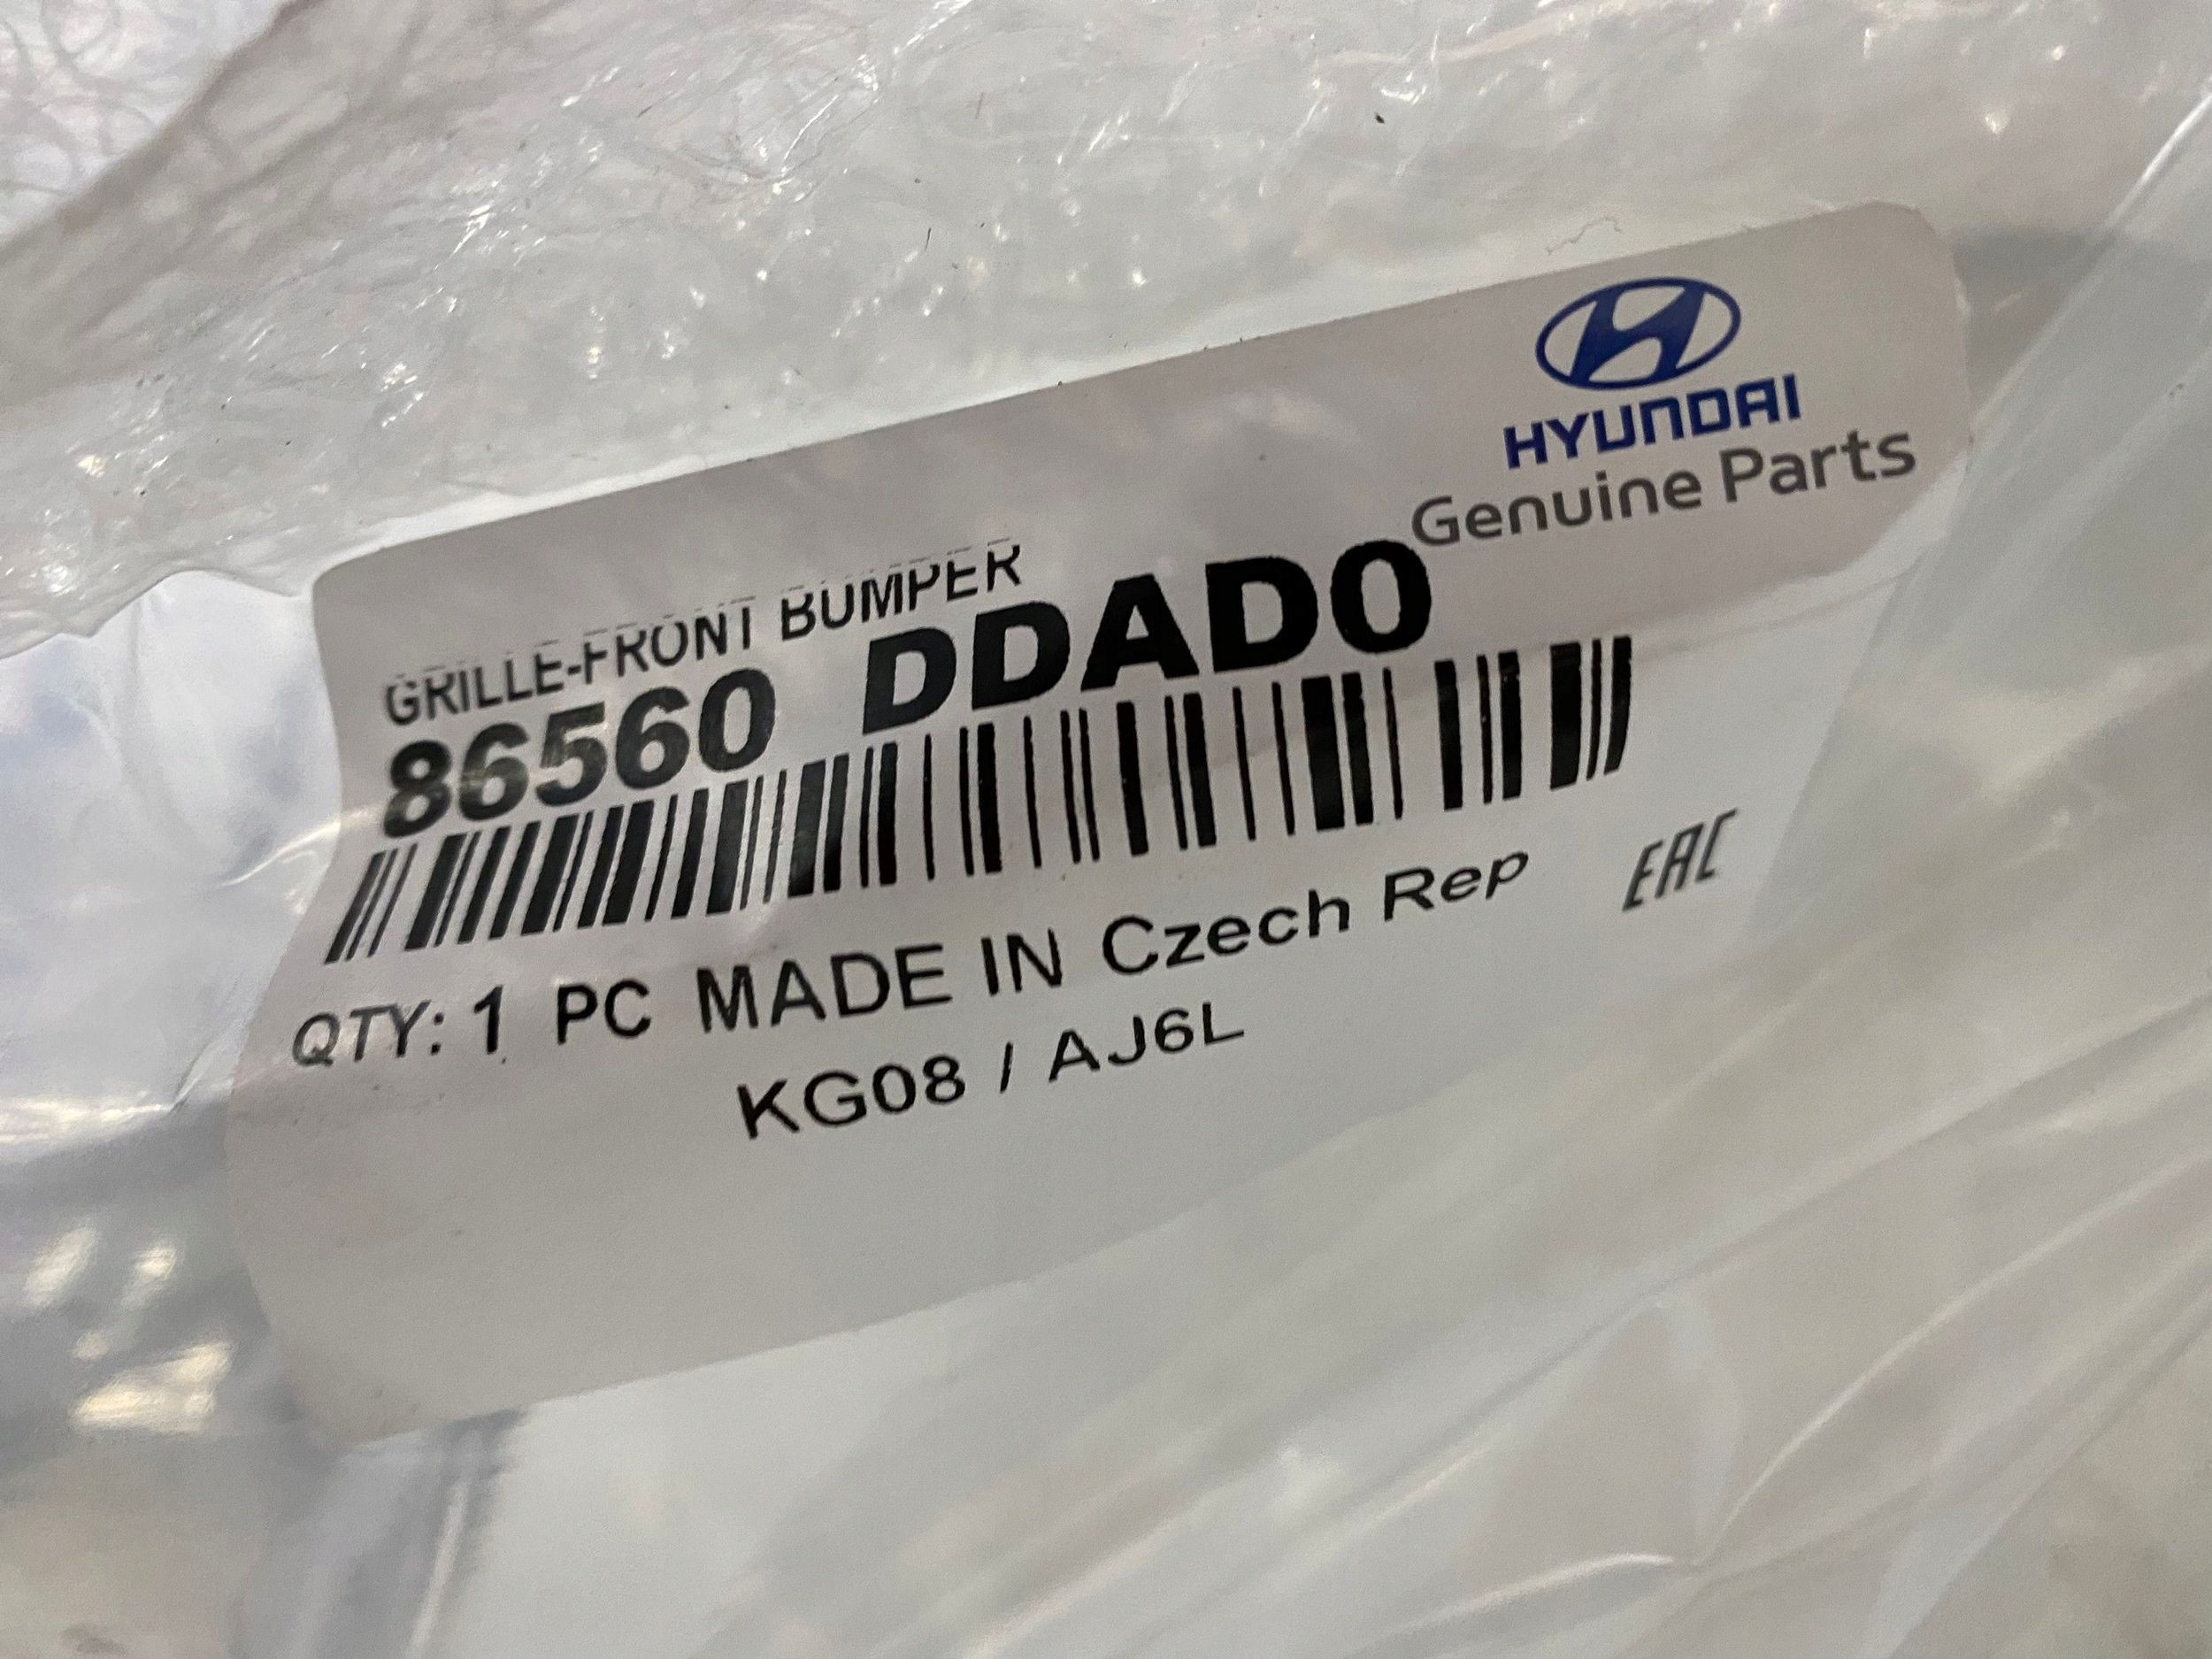 HYUNDAI
Genuine Parts
GRILLE-FRONT BUMPER
86560 DDAD0
QTY: 1 PC MADE IN Czech Rep EAC
KG08 / AJ6L